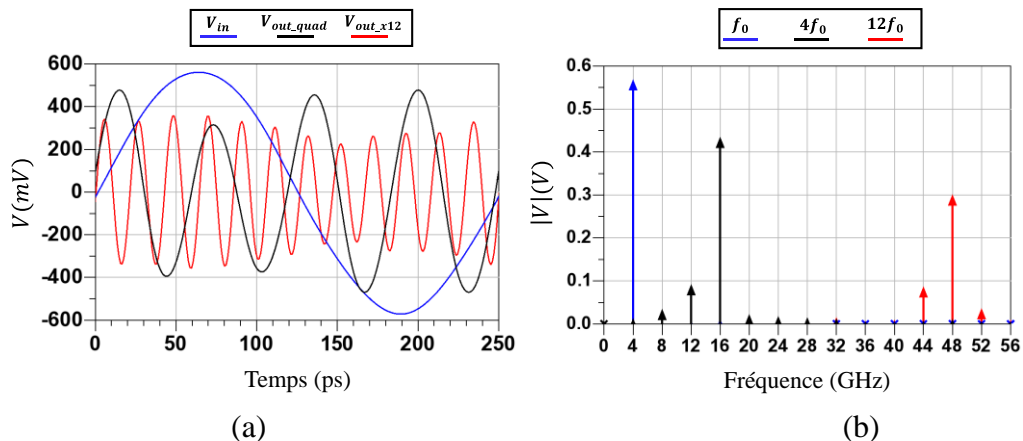 V_in V_out_quad V_out_x12
600
400
200
0
-200
-400
-600
V(mV)
0 50 100 150 200 250
Temps (ps)
(a)
f_0 4f_0 12f_0
0.6
0.5
0.4
0.3
0.2
0.1
0.0
|V|(V)
0 4 8 12 16 20 24 28 32 36 40 44 48 52 56
Fréquence (GHz)
(b)